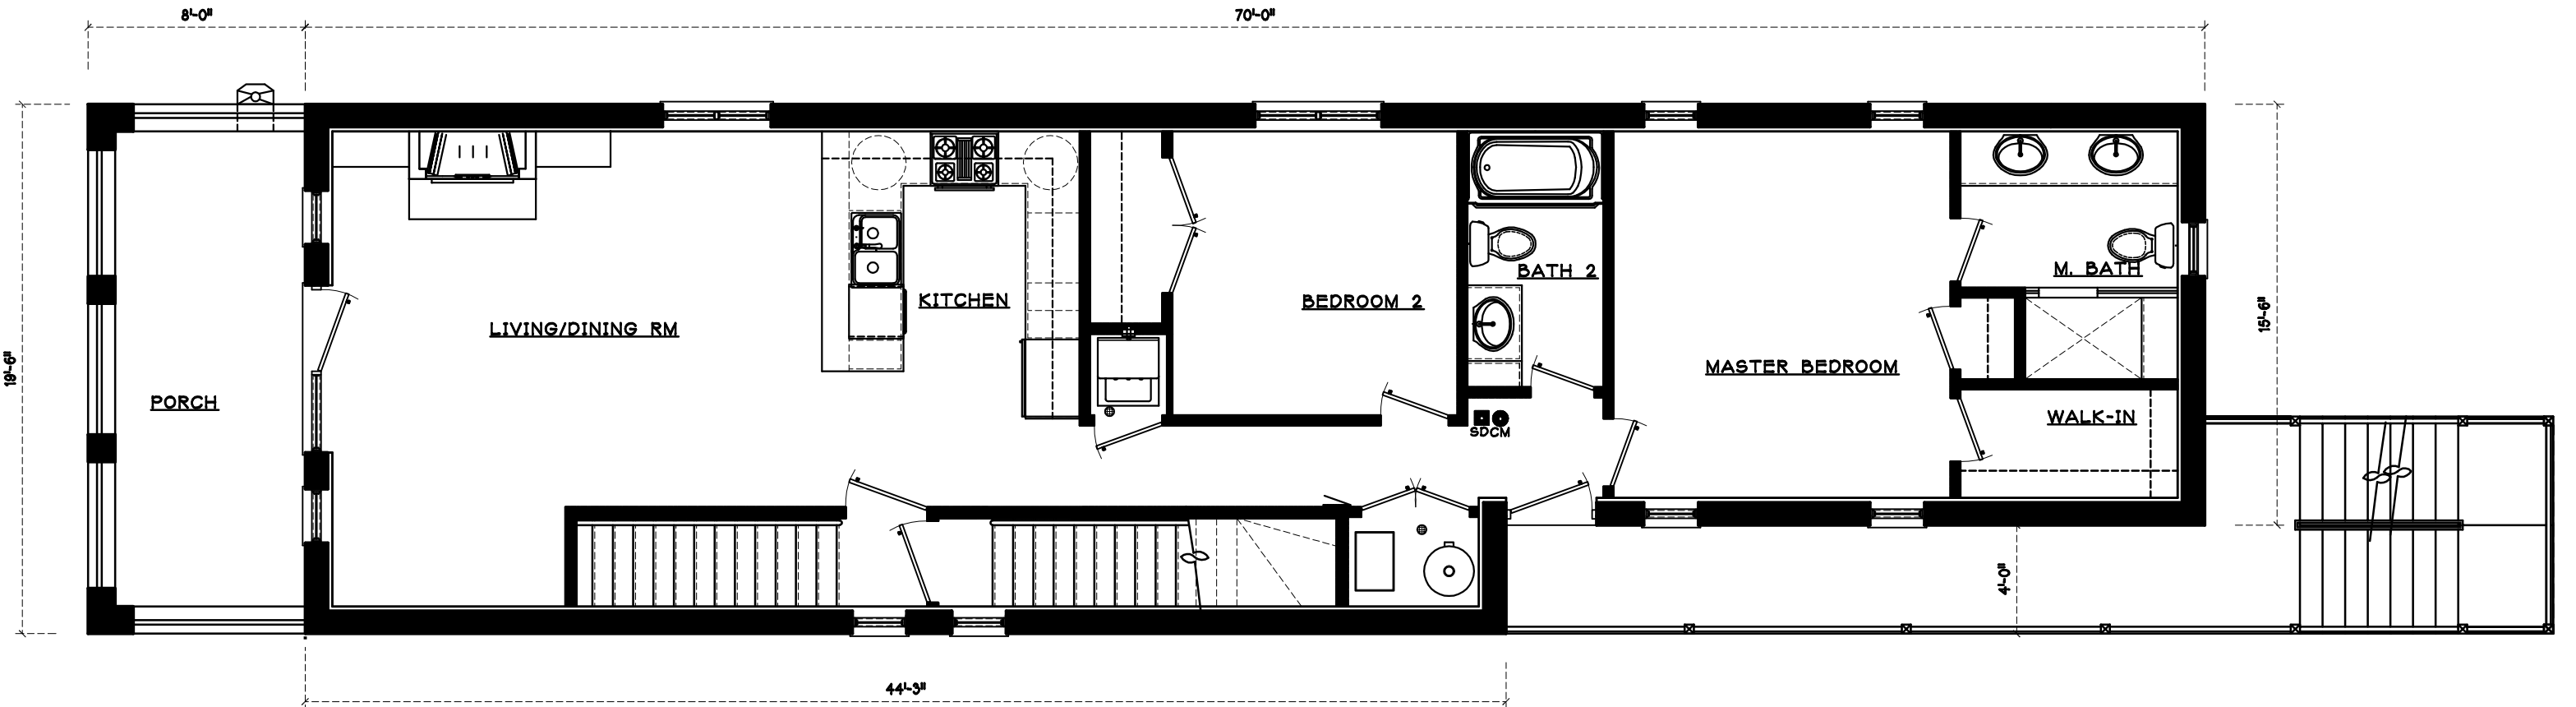 8'-0"
70'-0"
19'-6"
PORCH
LIVING/DINING RM
KITCHEN
BEDROOM 2
BATH 2
SDCM
MASTER BEDROOM
M. BATH
WALK-IN
15'-6"
4'-0"
44'-3"